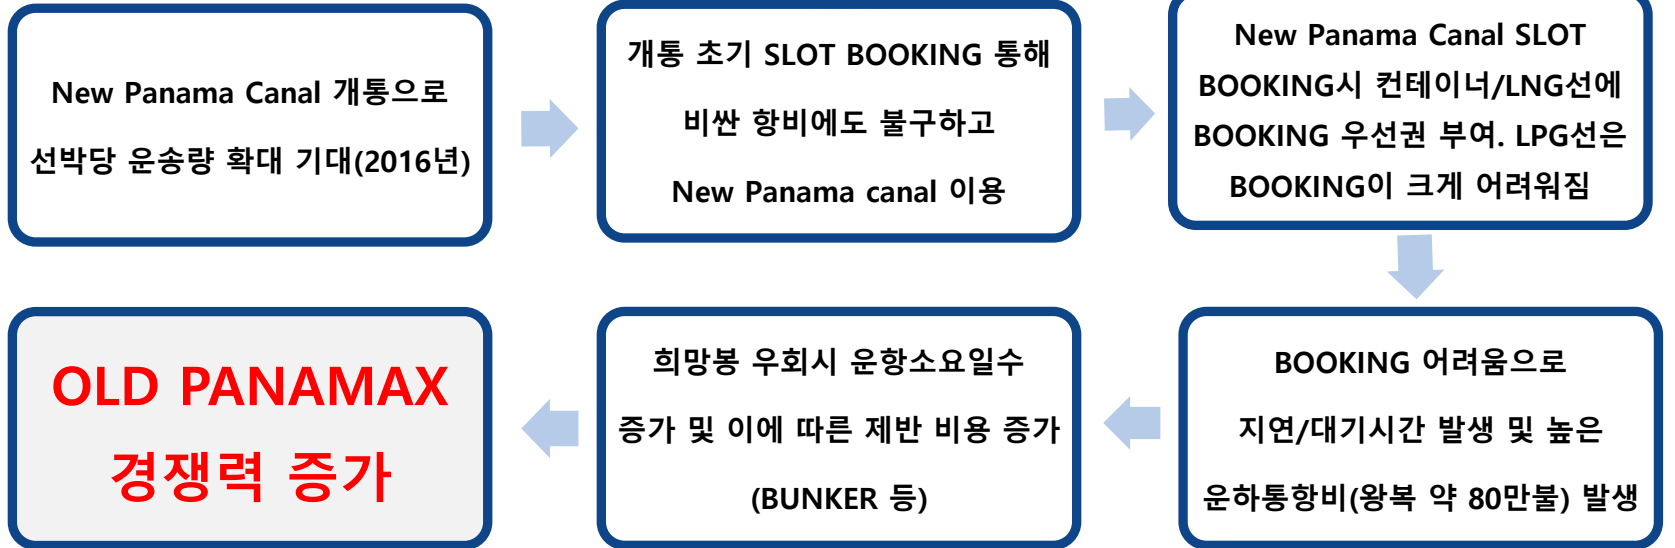 New Panama Canal 개통으로
선박당 운송량 확대 기대(2016년)
개통 초기 SLOT BOOKING 통해
비싼 항비에도 불구하고
New Panama canal 이용
New Panama Canal SLOT
BOOKING시 컨테이너/LNG선에
BOOKING 우선권 부여. LPG선은
BOOKING이 크게 어려워짐
BOOKING 어려움으로
지연/대기시간 발생 및 높은
운하통항비(왕복 약 80만불) 발생
희망봉 우회시 운항소요일수
증가 및 이에 따른 제반 비용 증가
(BUNKER 등)
OLD PANAMAX
경쟁력 증가